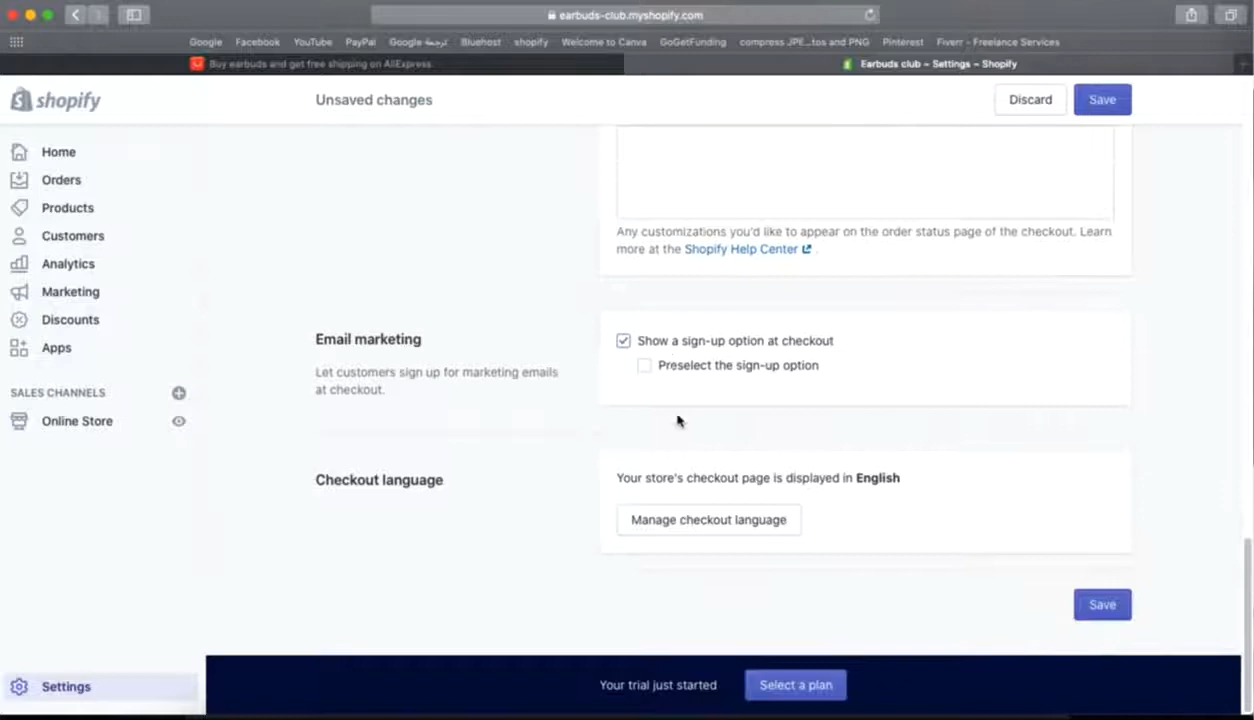 earbuds-club.myshopify.com
Google Facebook YouTube PayPal Google ترجمة Bluehost shopify Welcome to Canva GoGetFunding compress JPE...tos and PNG Pinterest Fiverr - Freelance Services
Buy earbuds and get free shipping on AliExpress
Earbuds club ~ Settings ~ Shopify
shopify
Unsaved changes
Discard
Save
Home
Orders
Products
Customers
Analytics
Marketing
Discounts
Apps
SALES CHANNELS
Online Store
Settings
Any customizations you'd like to appear on the order status page of the checkout. Learn
more at the Shopify Help Center .
Email marketing
Let customers sign up for marketing emails
at checkout.
Show a sign-up option at checkout
Preselect the sign-up option
Checkout language
Your store's checkout page is displayed in English
Manage checkout language
Save
Your trial just started
Select a plan